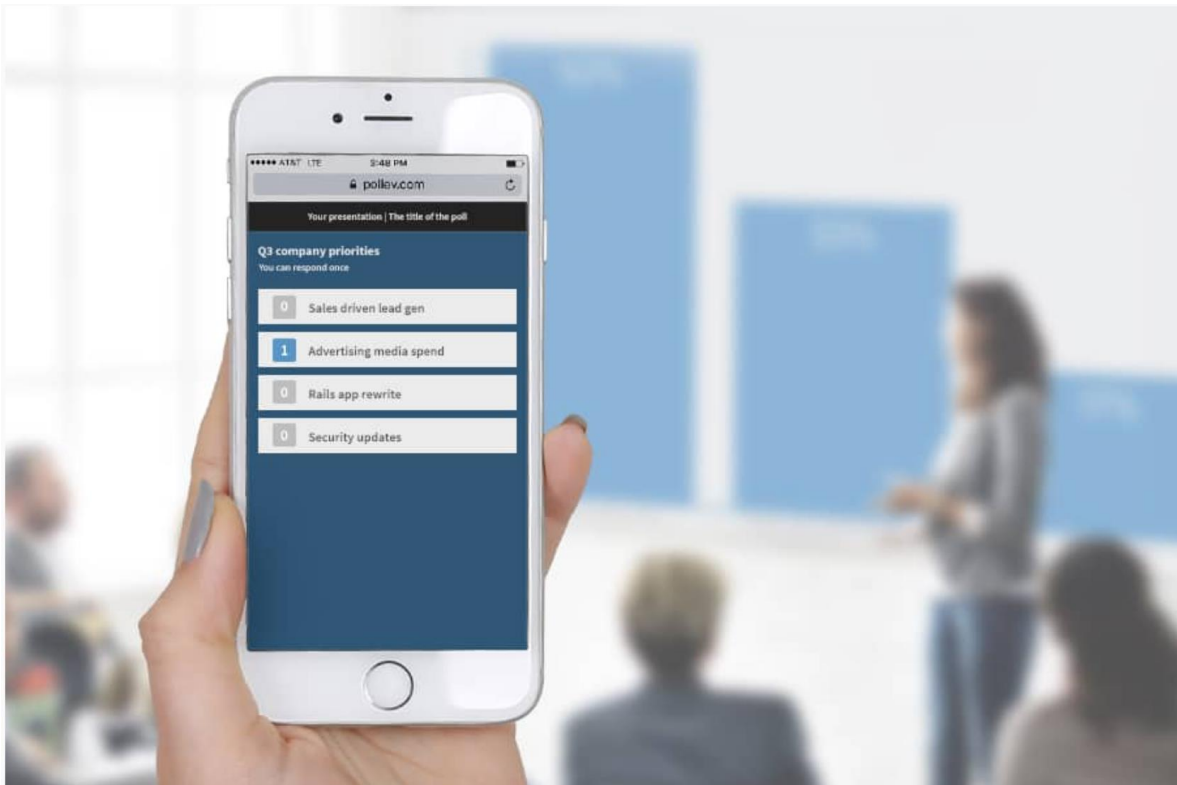 AT&T LTE 3:48 PM
pollev.com
Your presentation | The title of the poll
Q3 company priorities
You can respond once
0 Sales driven lead gen
1 Advertising media spend
0 Rails app rewrite
0 Security updates